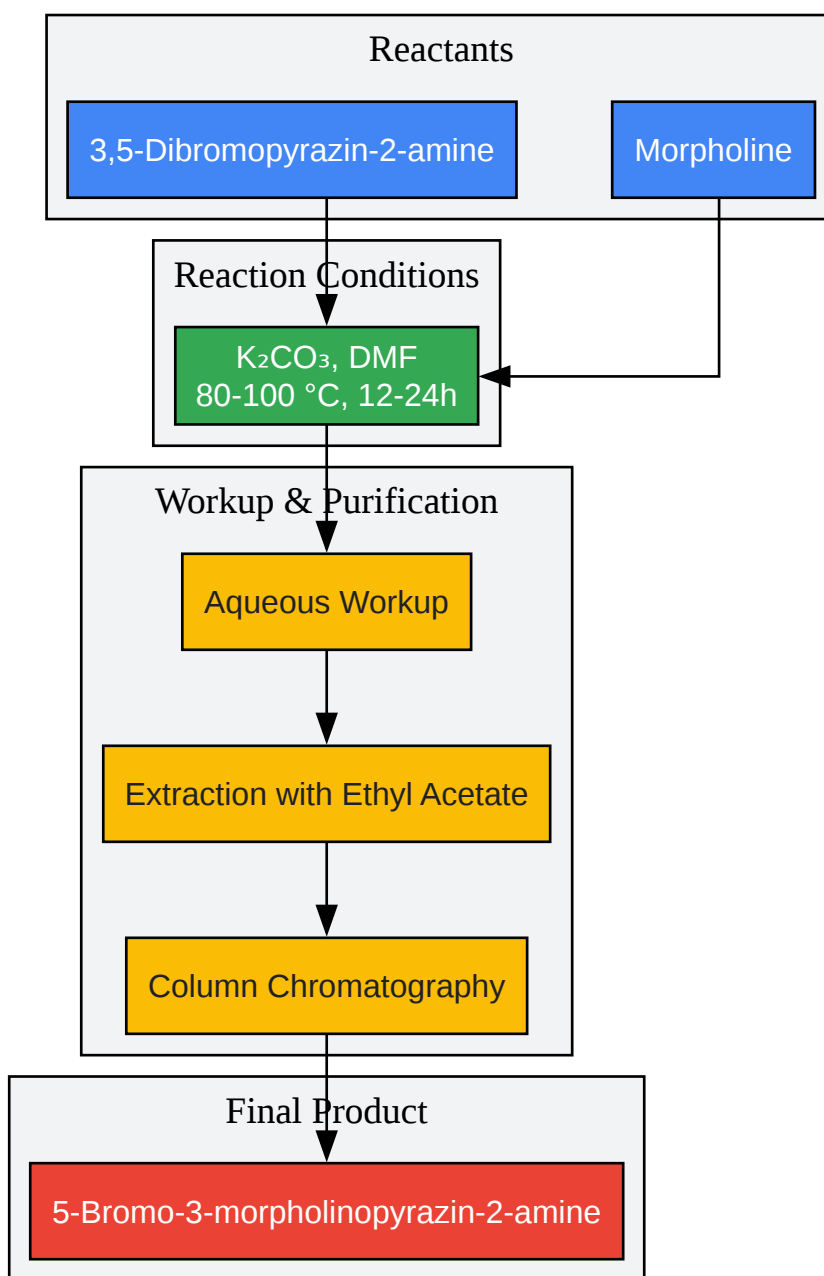 Reactants
3,5-Dibromopyrazin-2-amine
Morpholine
Reaction Conditions
K₂CO₃, DMF
80-100 °C, 12-24h
Workup & Purification
Aqueous Workup
Extraction with Ethyl Acetate
Column Chromatography
Final Product
5-Bromo-3-morpholinopyrazin-2-amine